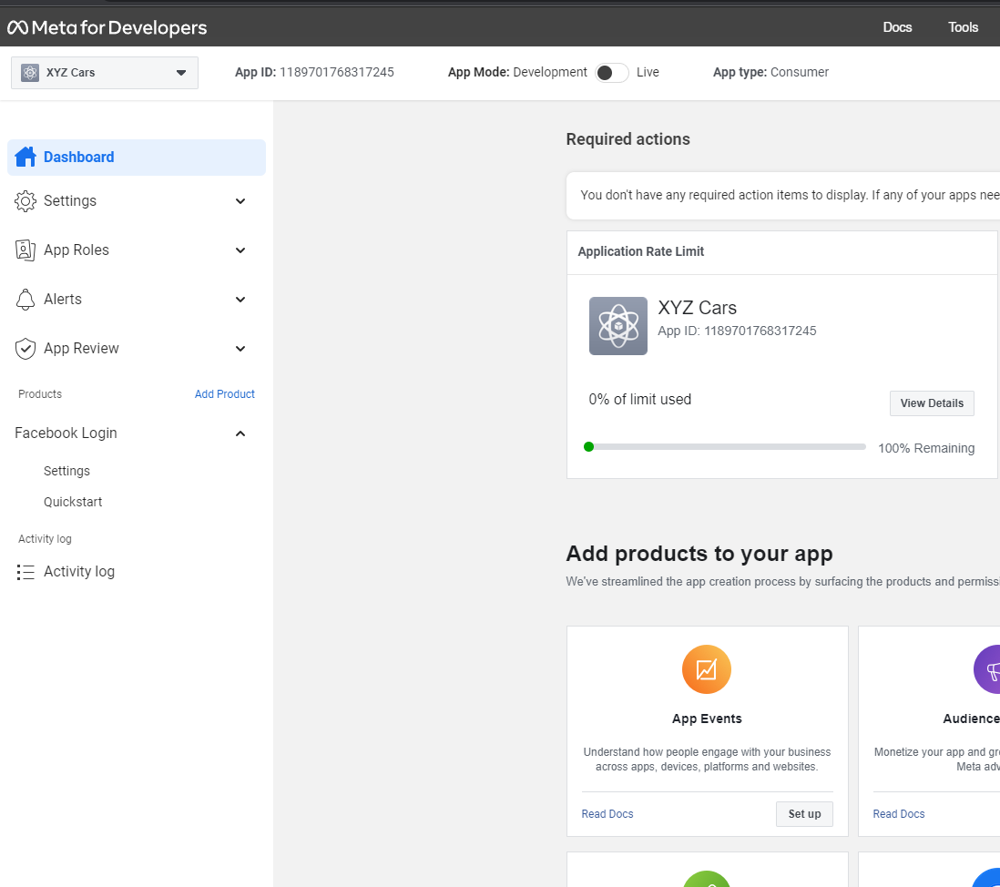 Meta for Developers
Docs
Tools
XYZ Cars
App ID: 1189701768317245
App Mode: Development
Live
App type: Consumer
Dashboard
Settings
App Roles
Alerts
App Review
Products
Add Product
Facebook Login
Settings
Quickstart
Activity log
Activity log
Required actions
You don't have any required action items to display. If any of your apps nee
Application Rate Limit
XYZ Cars
App ID: 1189701768317245
0% of limit used
View Details
100% Remaining
Add products to your app
We've streamlined the app creation process by surfacing the products and permiss
App Events
Understand how people engage with your business
across apps, devices, platforms and websites.
Read Docs
Set up
Audience
Monetize your app and gr
Meta adv
Read Docs